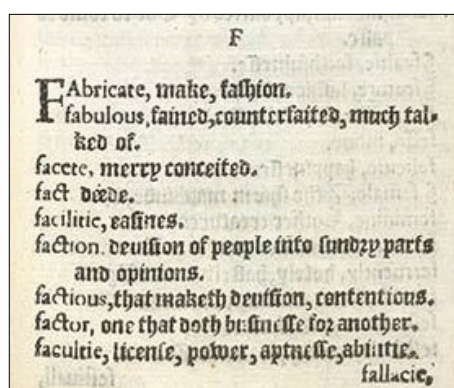 F
FAbricate, make, fashion.
fabulous, fained, counterfaited, much tal-
ked of.
facete, merry conceited.
fact deede.
facilitie, easines.
faction. deuision of people into sundry parts
and opinions.
factious, that maketh deuision, contentious.
factor, one that doth businesse for another.
facultie, license, power, aptnesse, abilitie.
fallacie,